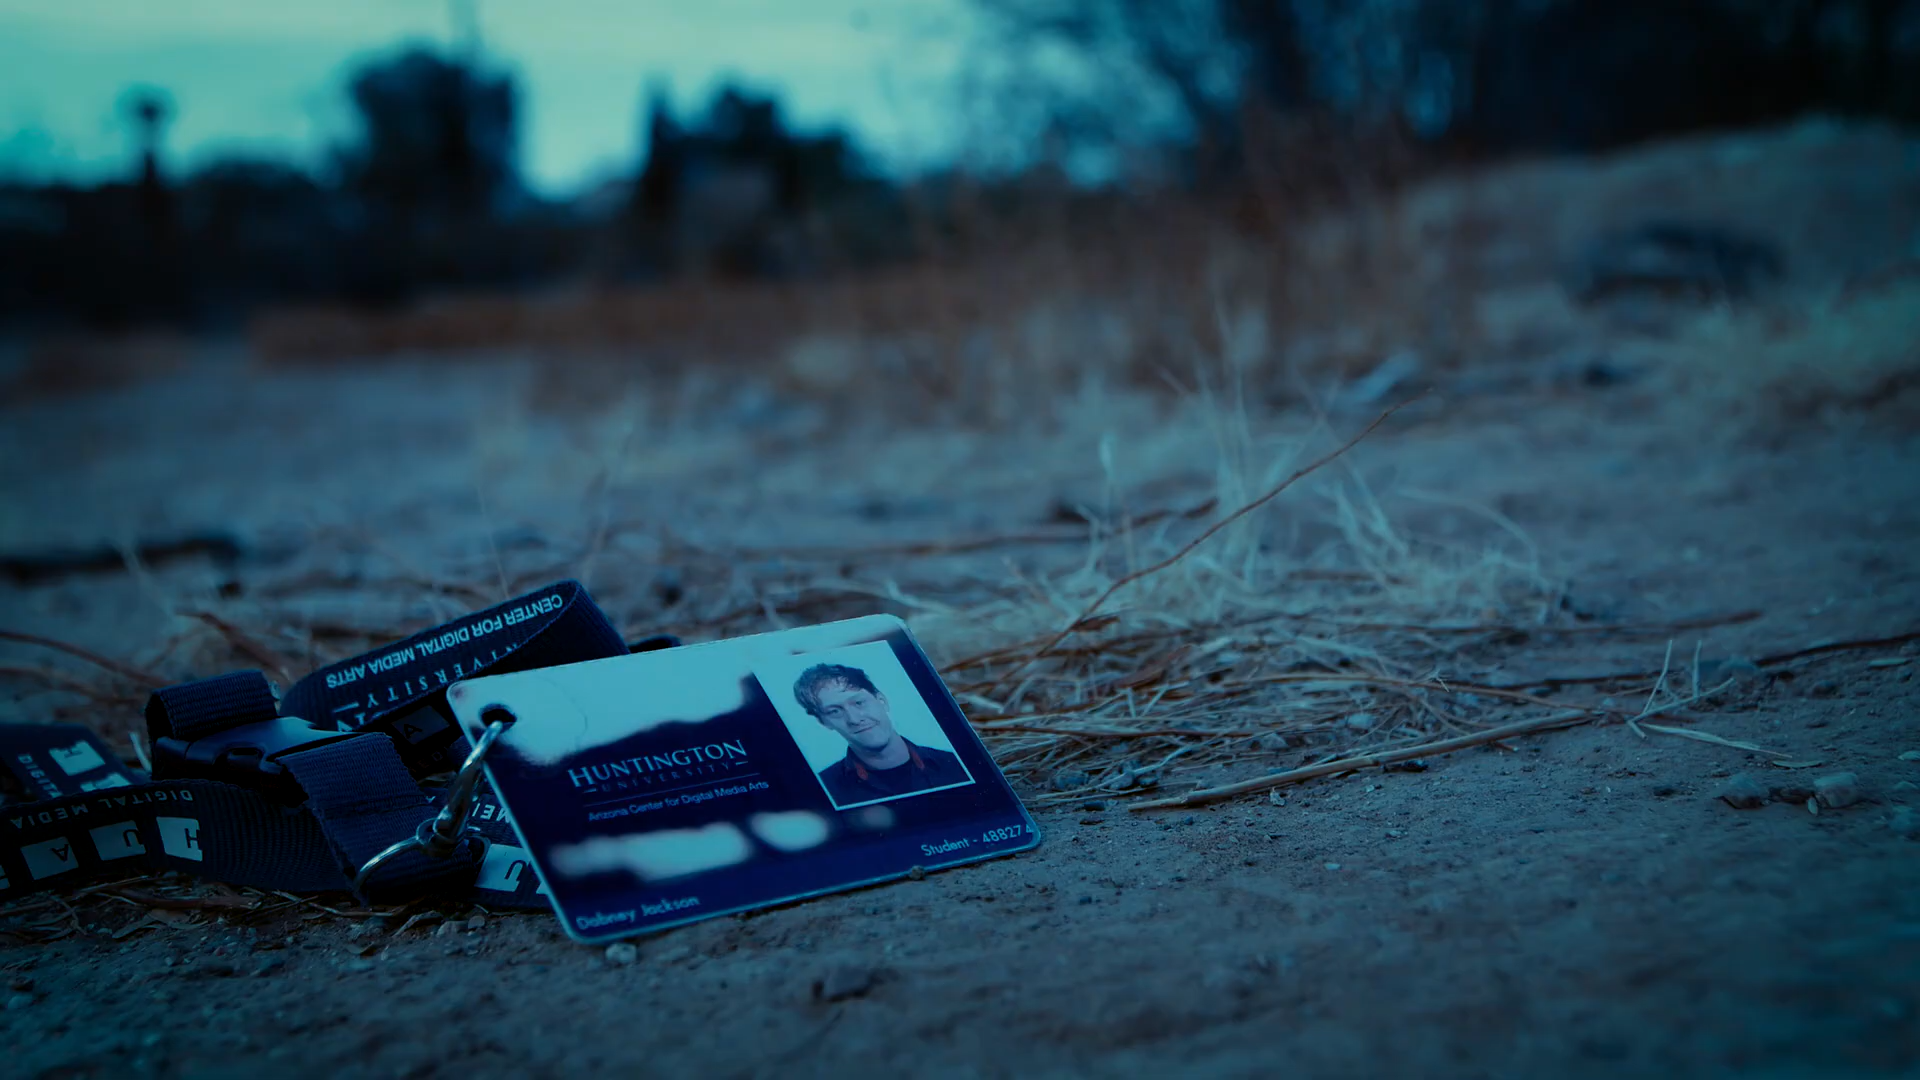 CENTER FOR DIGITAL MEDIA ARTS
IVERSITY
HUNTINGTON
UNIVERSITY
Arizona Center for Digital Media Arts
Student - 48827
Dabney Jackson
DIGITAL MEDIA
A U H
U